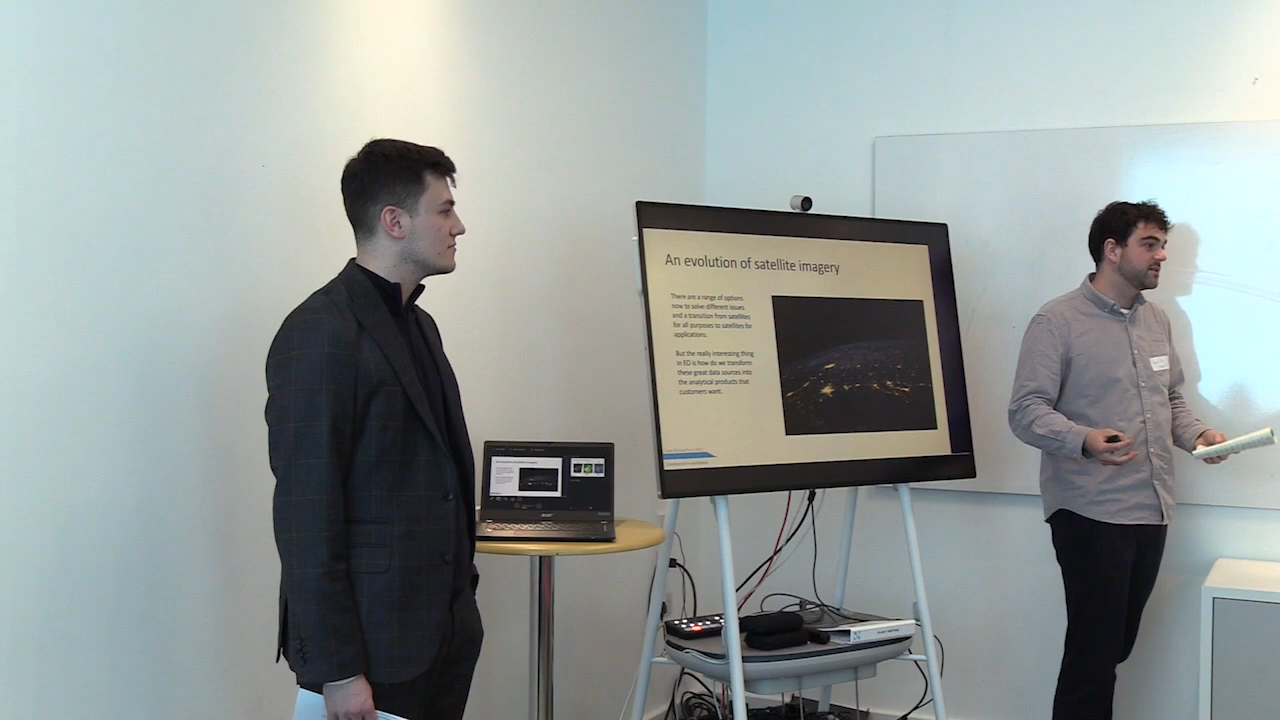 An evolution of satellite imagery
There are a range of options
now to solve different issues
and a transition from satellites
for all purposes to satellites for
applications.
But the really interesting thing
in EO is how do we transform
these great data sources into
the analytical products that
customers want.
acer